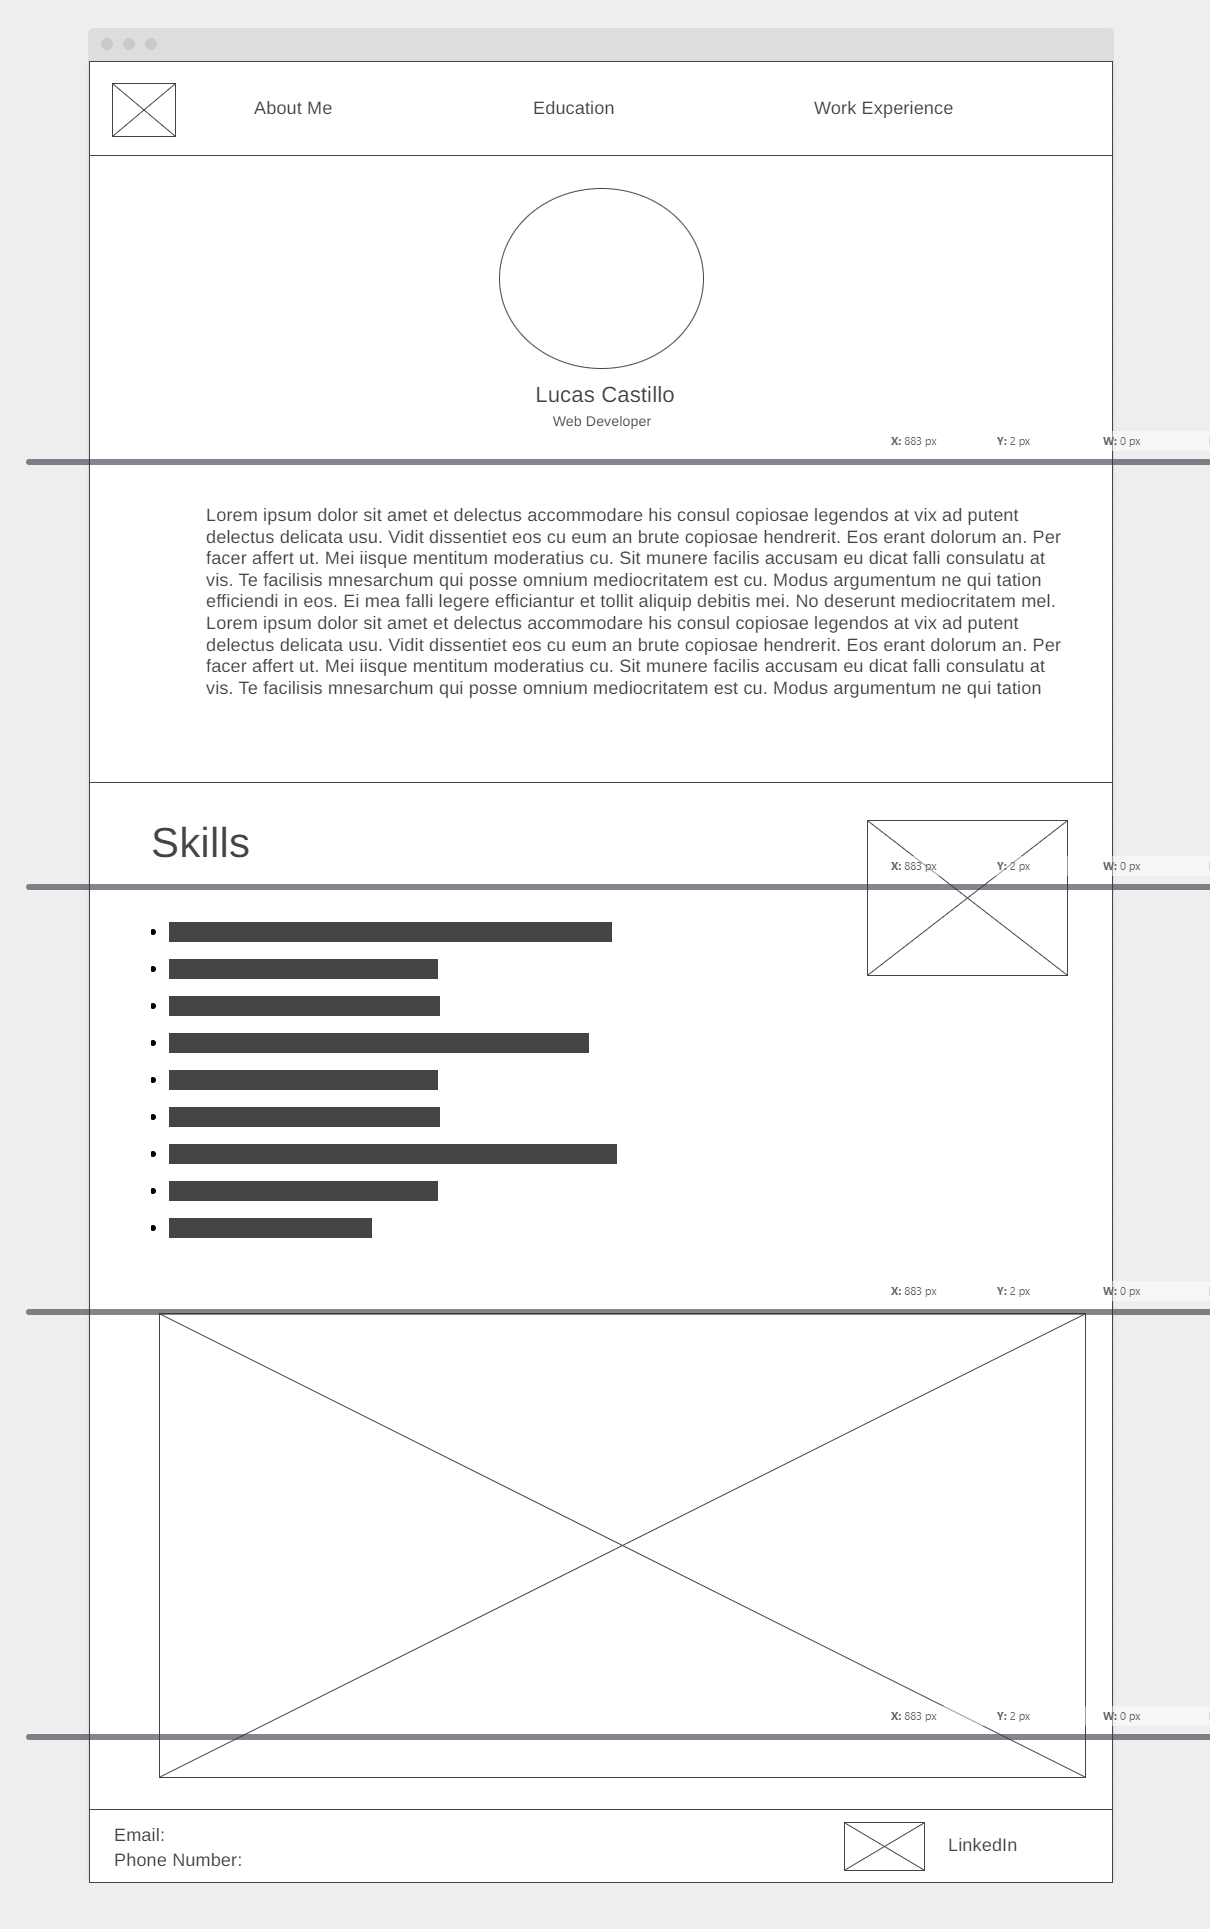 About Me
Education
Work Experience
Lucas Castillo
Web Developer
X: 883 px Y: 2 px W: 0 px
Lorem ipsum dolor sit amet et delectus accommodare his consul copiosae legendos at vix ad putent
delectus delicata usu. Vidit dissentiet eos cu eum an brute copiosae hendrerit. Eos erant dolorum an. Per
facer affert ut. Mei iisque mentitum moderatius cu. Sit munere facilis accusam eu dicat falli consulatu at
vis. Te facilisis mnesarchum qui posse omnium mediocritatem est cu. Modus argumentum ne qui tation
efficiendi in eos. Ei mea falli legere efficiantur et tollit aliquip debitis mei. No deserunt mediocritatem mel.
Lorem ipsum dolor sit amet et delectus accommodare his consul copiosae legendos at vix ad putent
delectus delicata usu. Vidit dissentiet eos cu eum an brute copiosae hendrerit. Eos erant dolorum an. Per
facer affert ut. Mei iisque mentitum moderatius cu. Sit munere facilis accusam eu dicat falli consulatu at
vis. Te facilisis mnesarchum qui posse omnium mediocritatem est cu. Modus argumentum ne qui tation
Skills
X: 883 px Y: 2 px W: 0 px
X: 883 px Y: 2 px W: 0 px
X: 883 px Y: 2 px W: 0 px
Email:
Phone Number:
LinkedIn